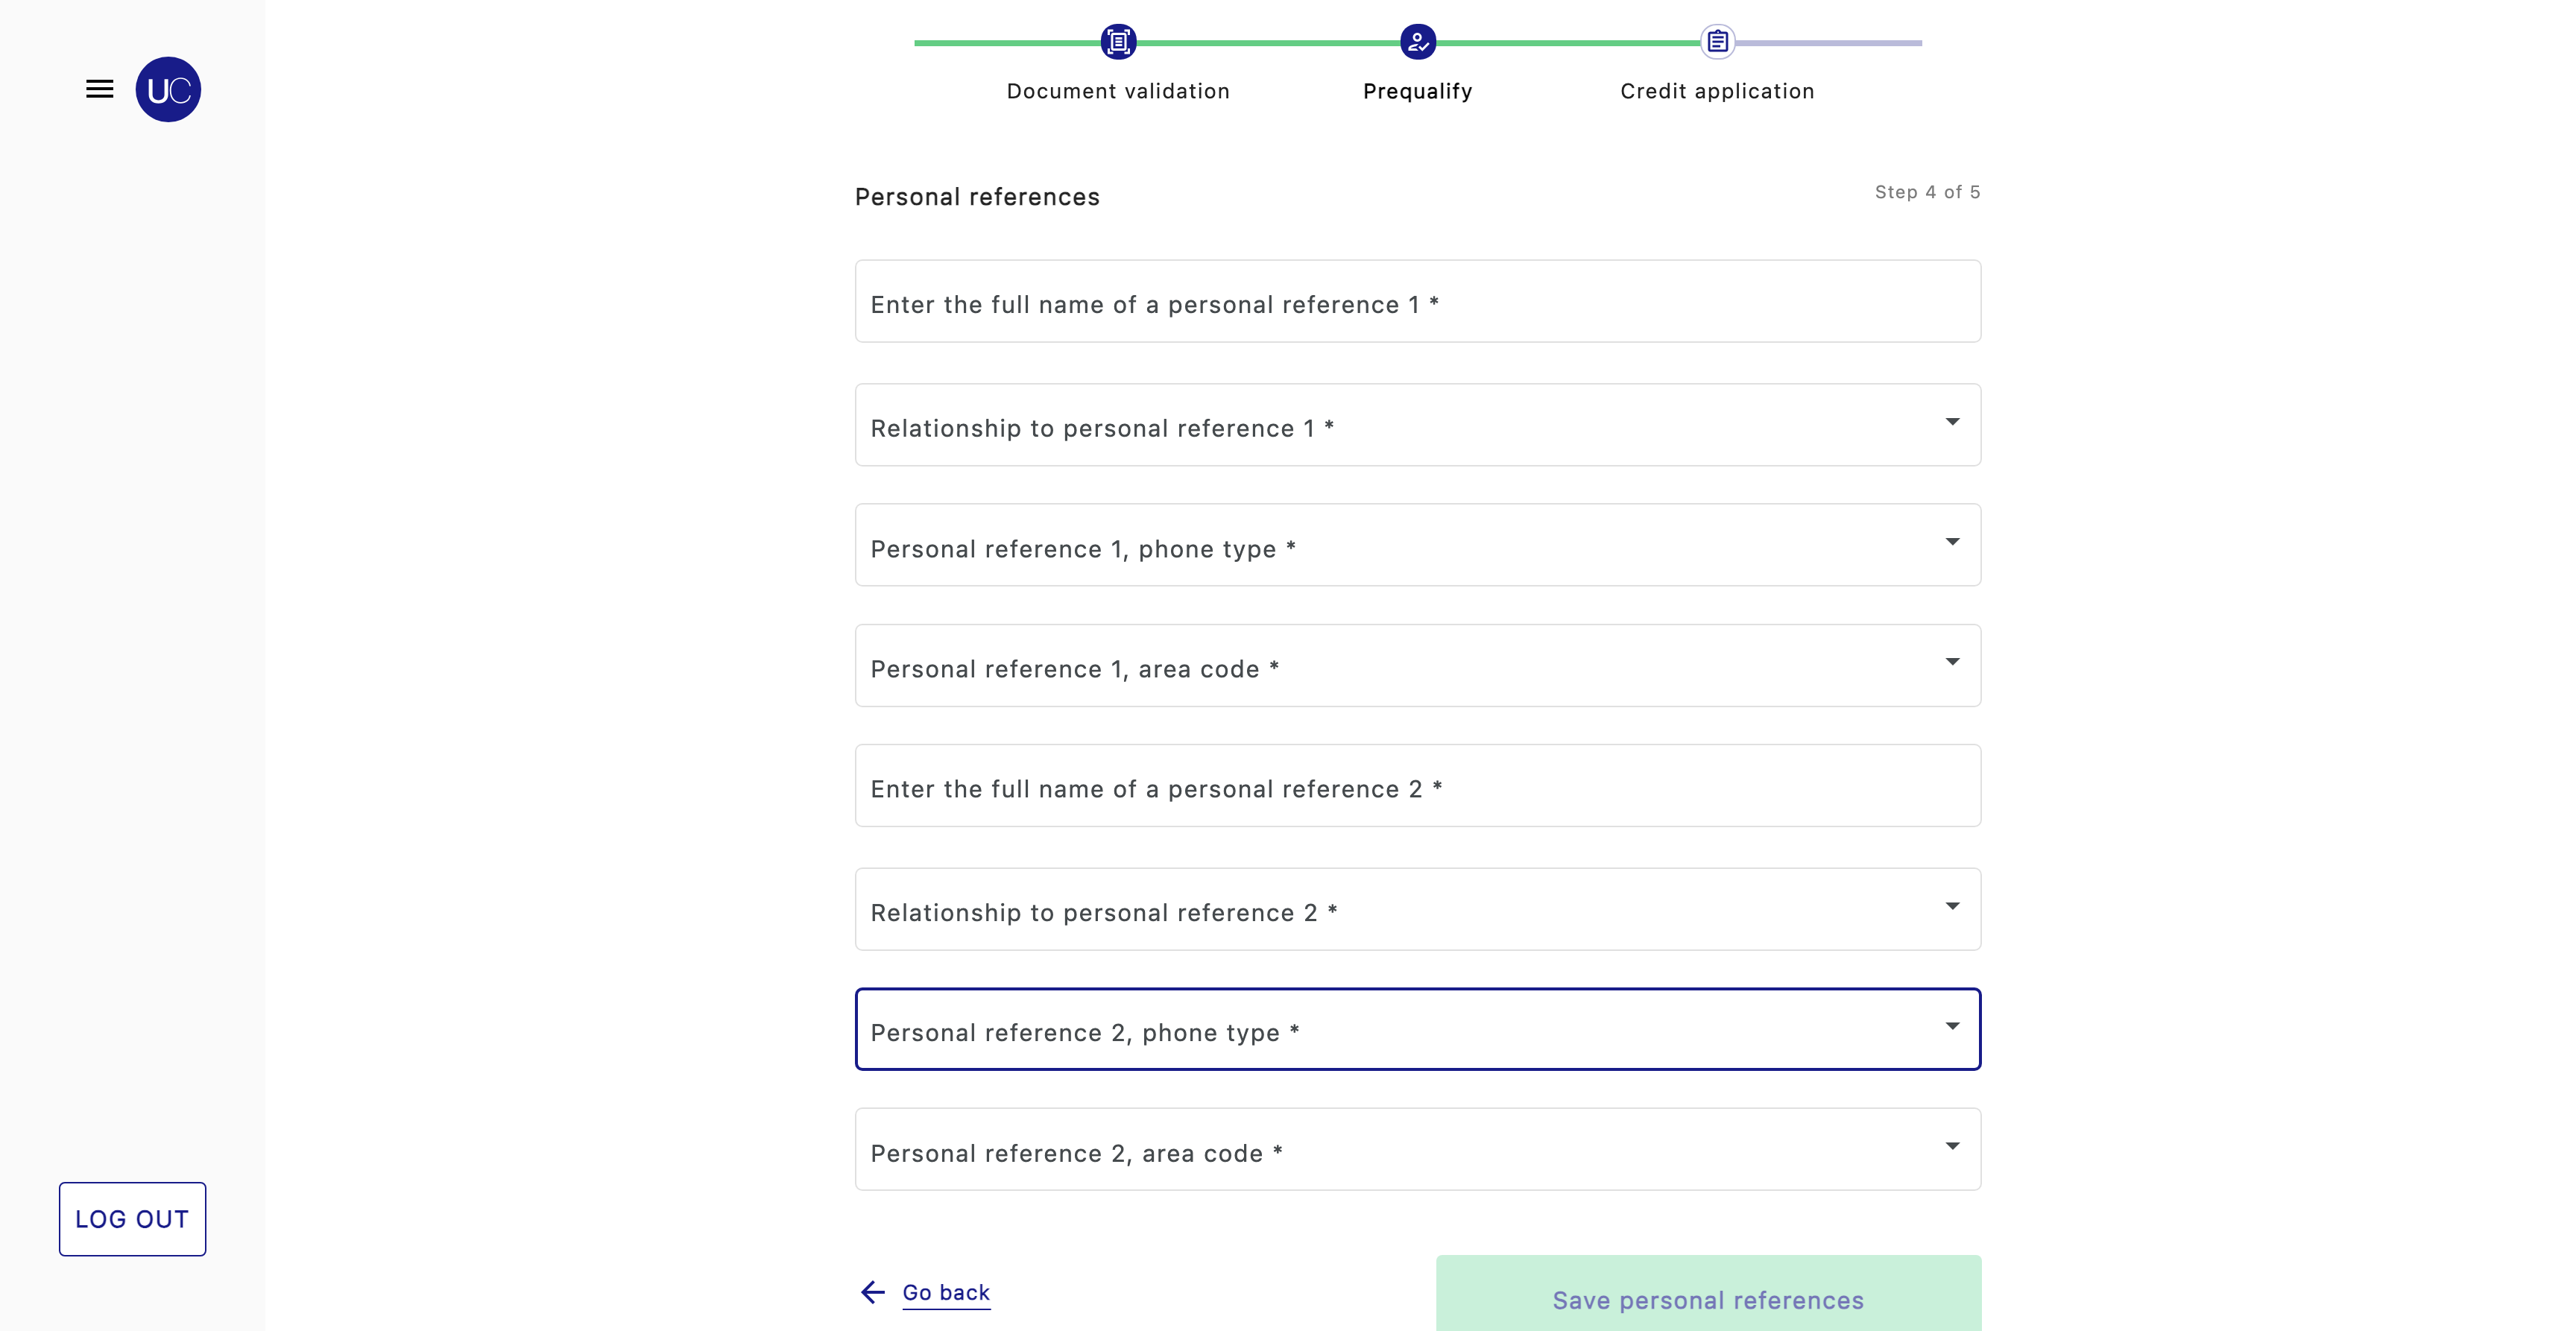 UC
Document validation
Prequalify
Credit application
Personal references
Step 4 of 5
Enter the full name of a personal reference 1 *
Relationship to personal reference 1 *
Personal reference 1, phone type *
Personal reference 1, area code *
Enter the full name of a personal reference 2 *
Relationship to personal reference 2 *
Personal reference 2, phone type *
Personal reference 2, area code *
LOG OUT
Go back
Save personal references